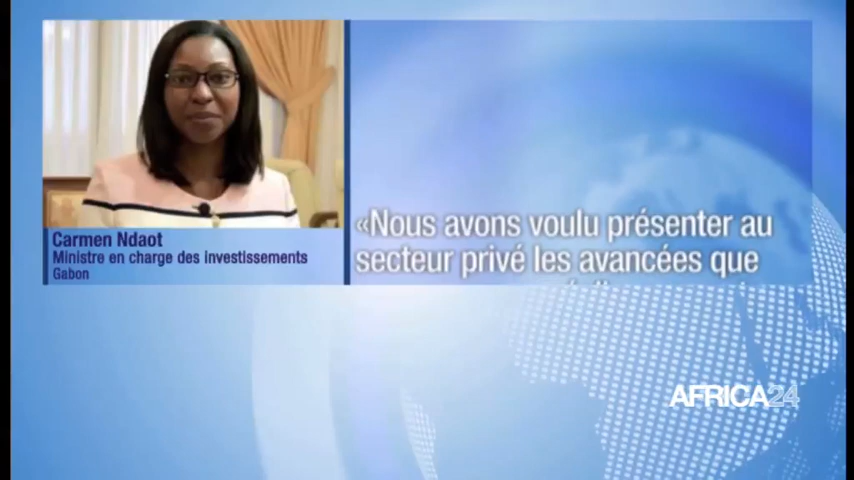 Carmen Ndaot
Ministre en charge des investissements
Gabon
«Nous avons voulu présenter au
secteur privé les avancées que
AFRICA24